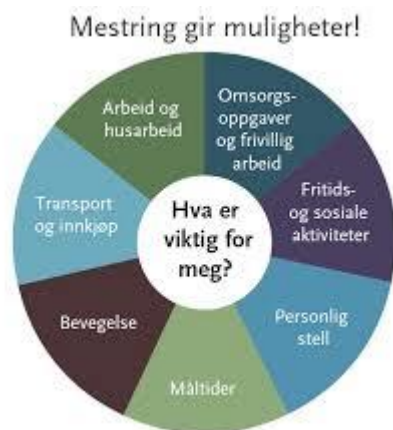 Mestring gir muligheter!
Omsorgs-
oppgaver
og frivillig
arbeid
Fritids-
og sosiale
aktiviteter
Personlig
stell
Måltider
Bevegelse
Transport
og innkjøp
Arbeid og
husarbeid
Hva er
viktig for
meg?